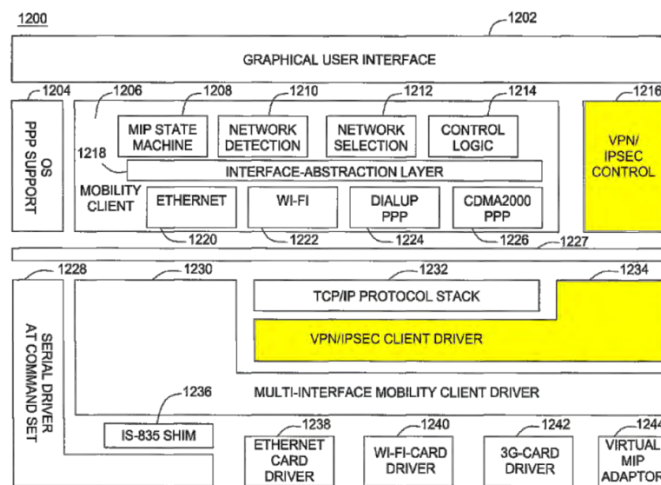 1200
1202
GRAPHICAL USER INTERFACE
1204
1206
1208
1210
1212
1214
1216
OS
PPP SUPPORT
MIP STATE
MACHINE
NETWORK
DETECTION
NETWORK
SELECTION
CONTROL
LOGIC
VPN/
IPSEC
CONTROL
1218
INTERFACE-ABSTRACTION LAYER
MOBILITY
CLIENT
ETHERNET
WI-FI
DIALUP
PPP
CDMA2000
PPP
1220
1222
1224
1226
1227
1228
1230
1232
1234
SERIAL DRIVER
AT COMMAND SET
TCP/IP PROTOCOL STACK
VPN/IPSEC CLIENT DRIVER
MULTI-INTERFACE MOBILITY CLIENT DRIVER
1236
IS-835 SHIM
1238
1240
1242
1244
ETHERNET
CARD
DRIVER
WI-FI-CARD
DRIVER
3G-CARD
DRIVER
VIRTUAL
MIP
ADAPTOR